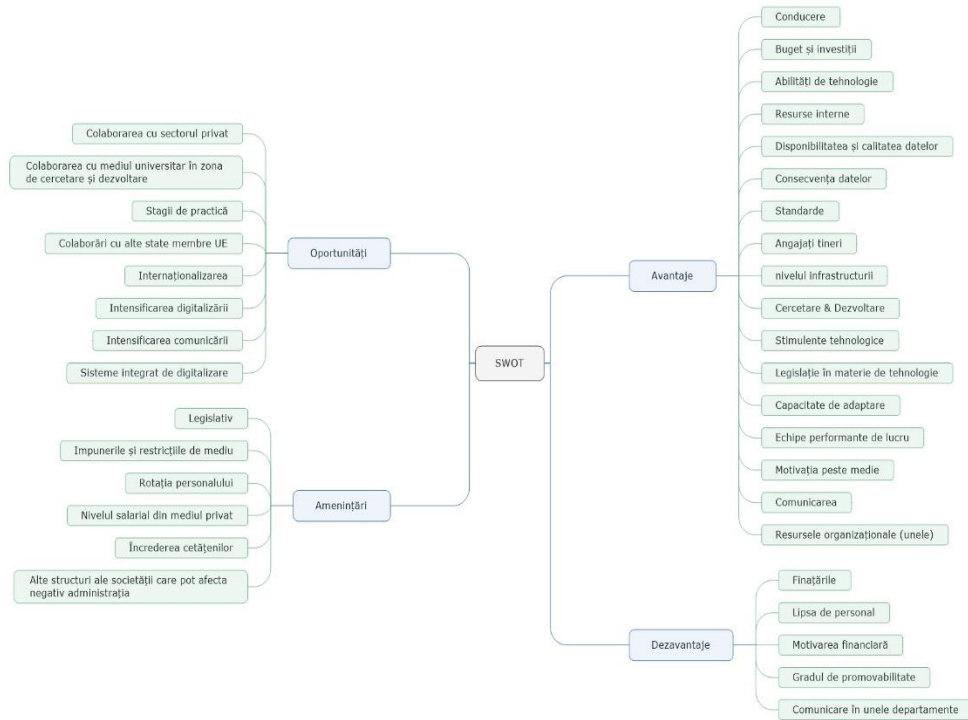 Conducere
Buget și investiții
Abilități de tehnologie
Resurse interne
Disponibilitatea și calitatea datelor
Consecvența datelor
Standarde
Angajați tineri
nivelul infrastructurii
Cercetare & Dezvoltare
Stimulente tehnologice
Legislație în materie de tehnologie
Capacitate de adaptare
Echipe performante de lucru
Motivația peste medie
Comunicarea
Resursele organizaționale (unele)
Avantaje
Colaborarea cu sectorul privat
Colaborarea cu mediul universitar în zona
de cercetare și dezvoltare
Stagii de practică
Colaborări cu alte state membre UE
Internaționalizarea
Intensificarea digitalizării
Intensificarea comunicării
Sisteme integrat de digitalizare
Oportunități
SWOT
Legislativ
Impunerile și restricțiile de mediu
Rotația personalului
Nivelul salarial din mediul privat
Încrederea cetățenilor
Alte structuri ale societății care pot afecta
negativ administrația
Amenințări
Dezavantaje
Finațările
Lipsa de personal
Motivarea financiară
Gradul de promovabilitate
Comunicare în unele departamente